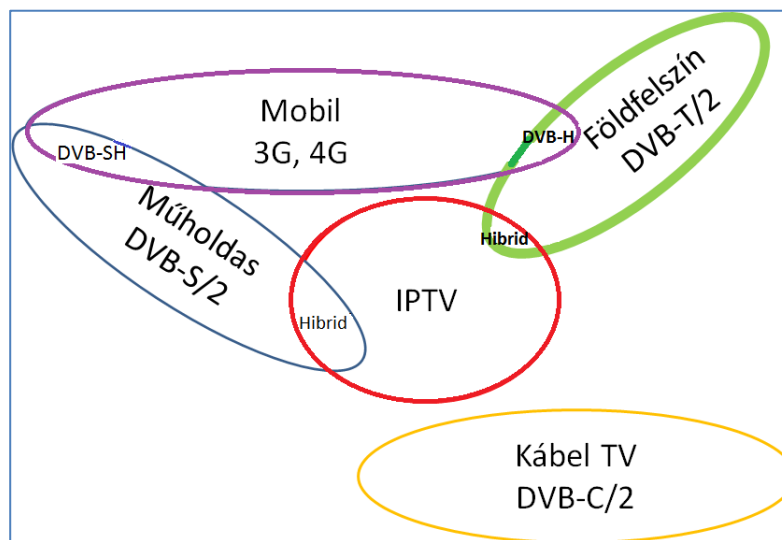 Mobil
3G, 4G
DVB-H
Földfelszín
DVB-T/2
DVB-SH
Műholdas
DVB-S/2
Hibrid
IPTV
Hibrid
Kábel TV
DVB-C/2